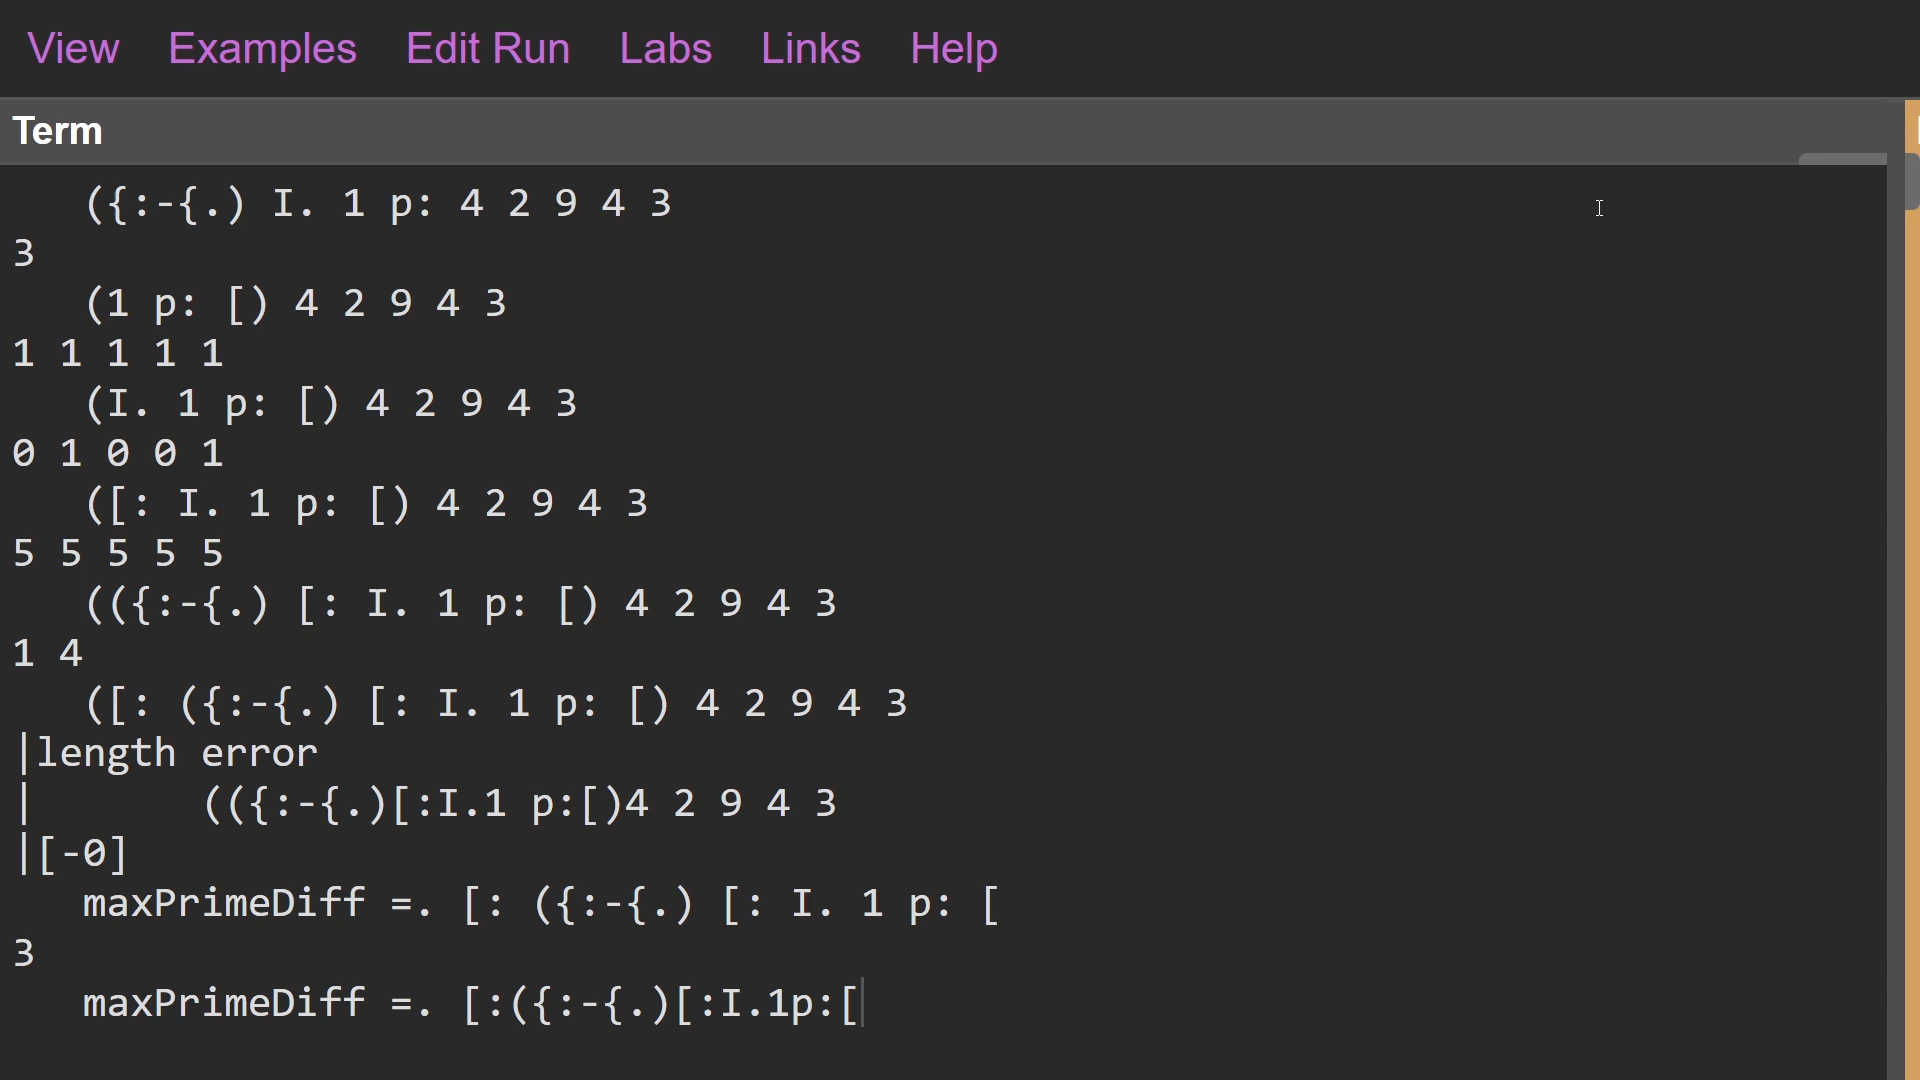 View Examples Edit Run Labs Links Help
Term
({:-{.) I. 1 p: 4 2 9 4 3
3
(1 p: [) 4 2 9 4 3
1 1 1 1 1
(I. 1 p: [) 4 2 9 4 3
0 1 0 0 1
([: I. 1 p: [) 4 2 9 4 3
5 5 5 5 5
(({:-{.) [: I. 1 p: [) 4 2 9 4 3
1 4
([: ({:-{.) [: I. 1 p: [) 4 2 9 4 3
|length error
|       (({:-{.)[:I.1 p:[)4 2 9 4 3
|[-0]
maxPrimeDiff =. [: ({:-{.) [: I. 1 p: [
3
maxPrimeDiff =. [:({:-{.)[:I.1p:[